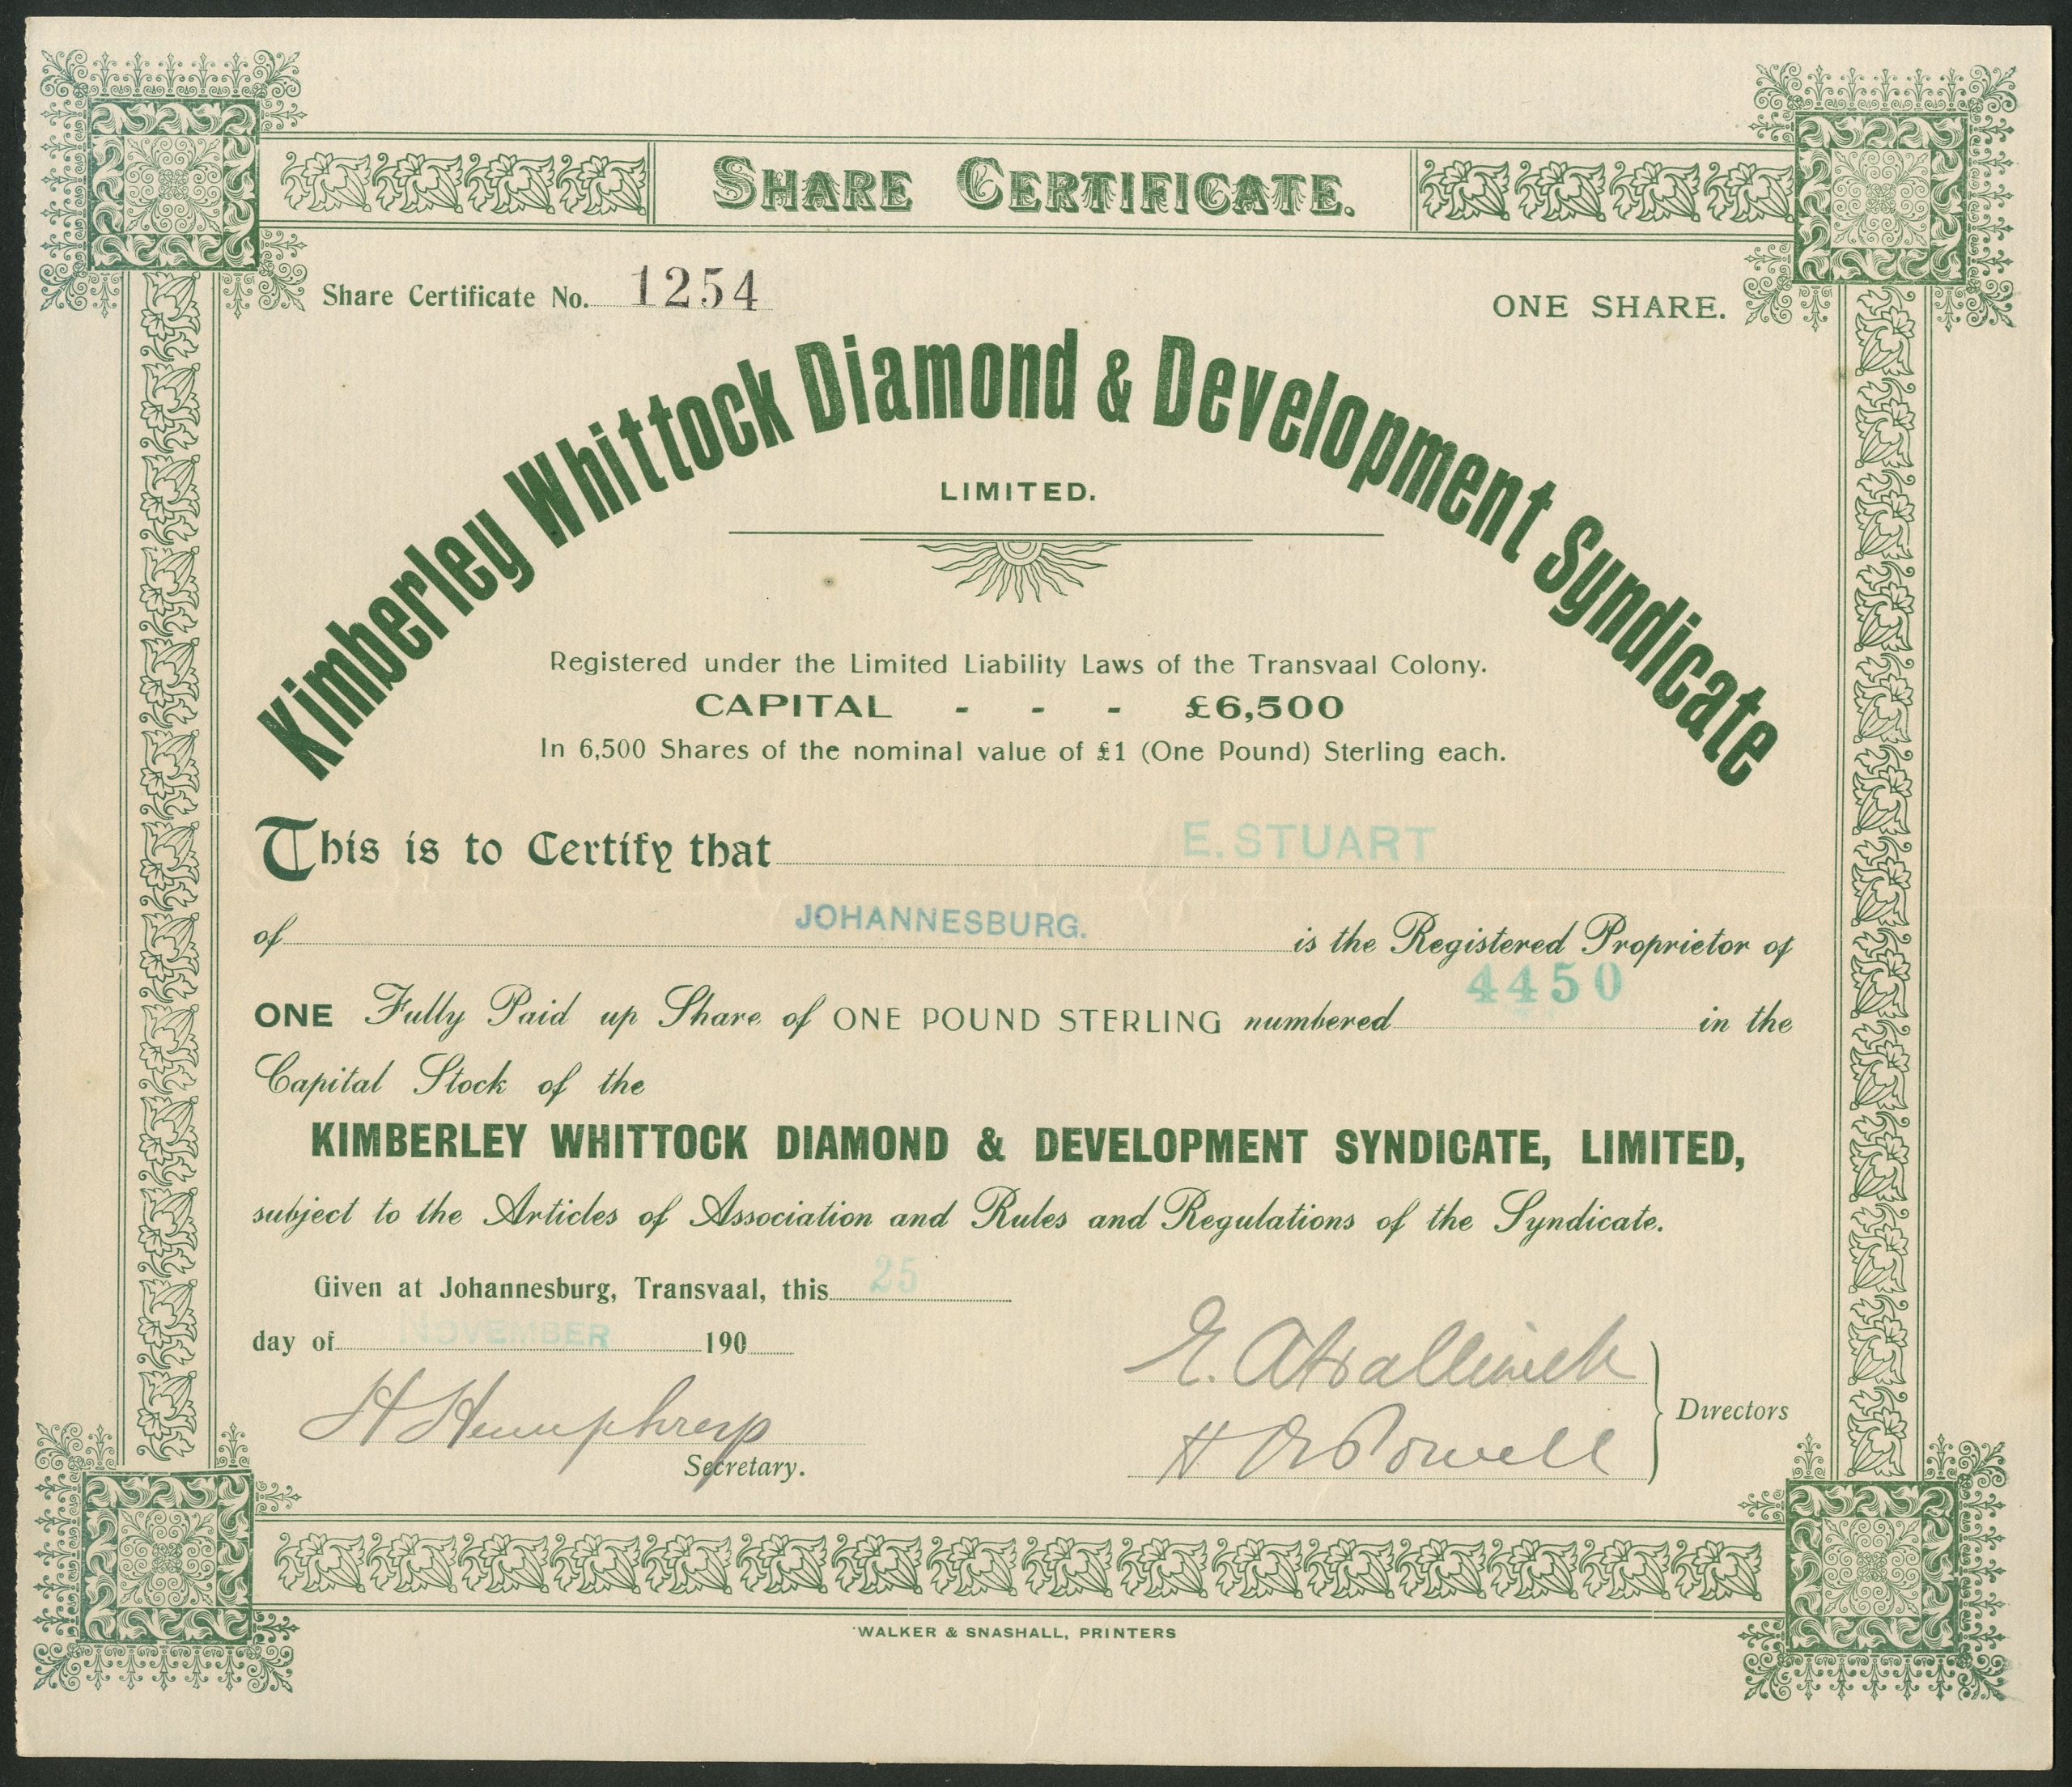 SHARE CERTIFICATE.
Share Certificate No. 1254
ONE SHARE.
Kimberley Whittock Diamond & Development Syndicate
LIMITED.
Registered under the Limited Liability Laws of the Transvaal Colony.
CAPITAL - - - £6,500
In 6,500 Shares of the nominal value of £1 (One Pound) Sterling each.
This is to Certify that E. STUART
of JOHANNESBURG. is the Registered Proprietor of
ONE Fully Paid up Share of ONE POUND STERLING numbered 4450 in the
Capital Stock of the
KIMBERLEY WHITTOCK DIAMOND & DEVELOPMENT SYNDICATE, LIMITED,
subject to the Articles of Association and Rules and Regulations of the Syndicate.
Given at Johannesburg, Transvaal, this 25
day of NOVEMBER 190
H Humphreys
Secretary.
E. A.
H Powell
Directors
WALKER & SNASHALL, PRINTERS